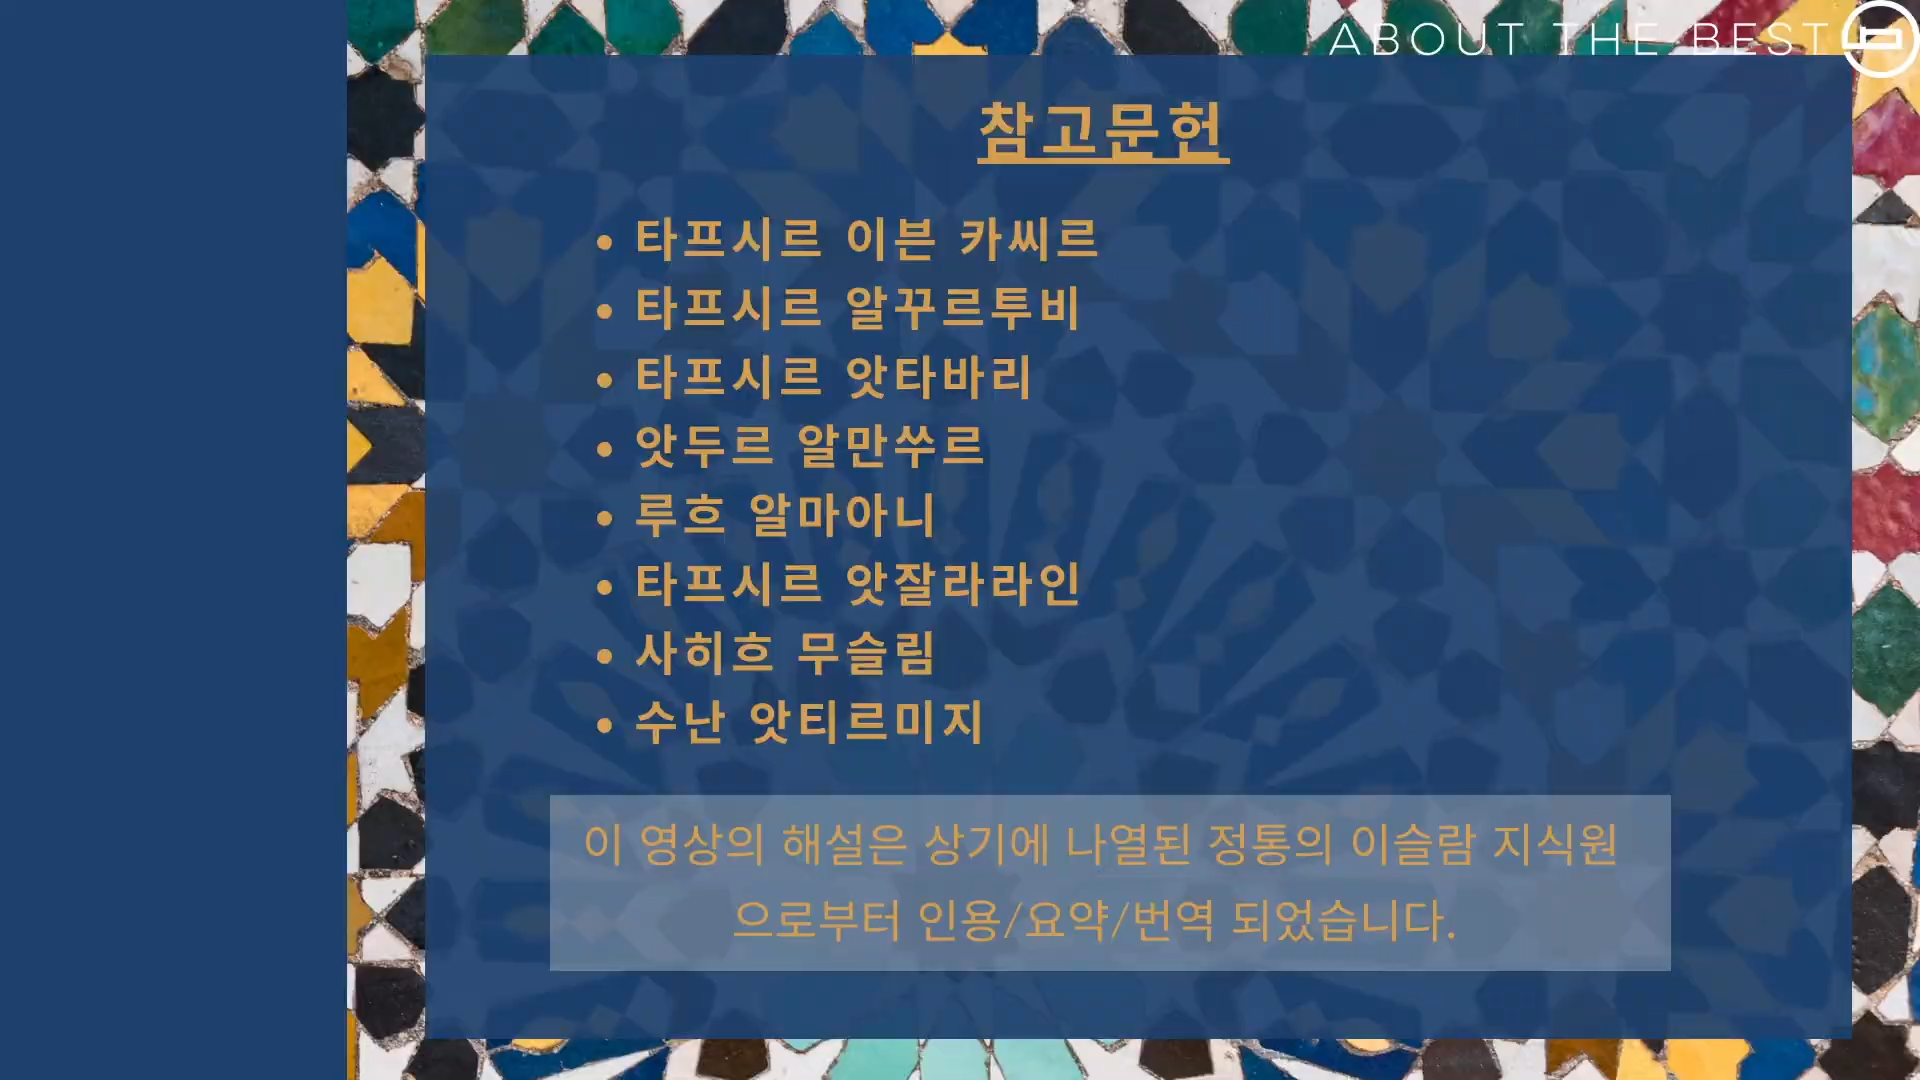 ABOUT THE BEST
참고문헌
• 타프시르 이븐 카씨르
• 타프시르 알꾸르투비
• 타프시르 앗타바리
• 앗두르 알만쑤르
• 루흐 알마아니
• 타프시르 앗잘라라인
• 사히흐 무슬림
• 수난 앗티르미지
이 영상의 해설은 상기에 나열된 정통의 이슬람 지식원
으로부터 인용/요약/번역 되었습니다.